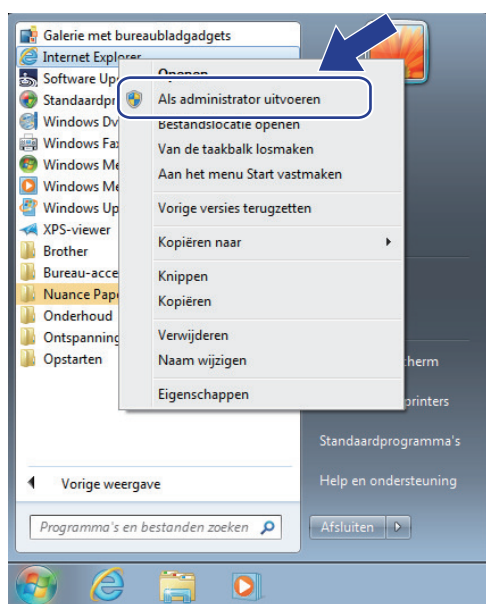 Galerie met bureaubladgadgets
Internet Explorer
Software Up
Openen
Standaardpr
Als administrator uitvoeren
Windows Dv
Bestandslocatie openen
Windows Fa
Van de taakbalk losmaken
Windows Me
Aan het menu Start vastmaken
Windows Me
Windows Up
Vorige versies terugzetten
XPS-viewer
Kopiëren naar
Brother
Bureau-acce
Knippen
Nuance Pap
Kopiëren
Onderhoud
Ontspanning
Verwijderen
Opstarten
Naam wijzigen
herm
Eigenschappen
printers
Standaardprogramma's
Vorige weergave
Help en ondersteuning
Programma's en bestanden zoeken
Afsluiten